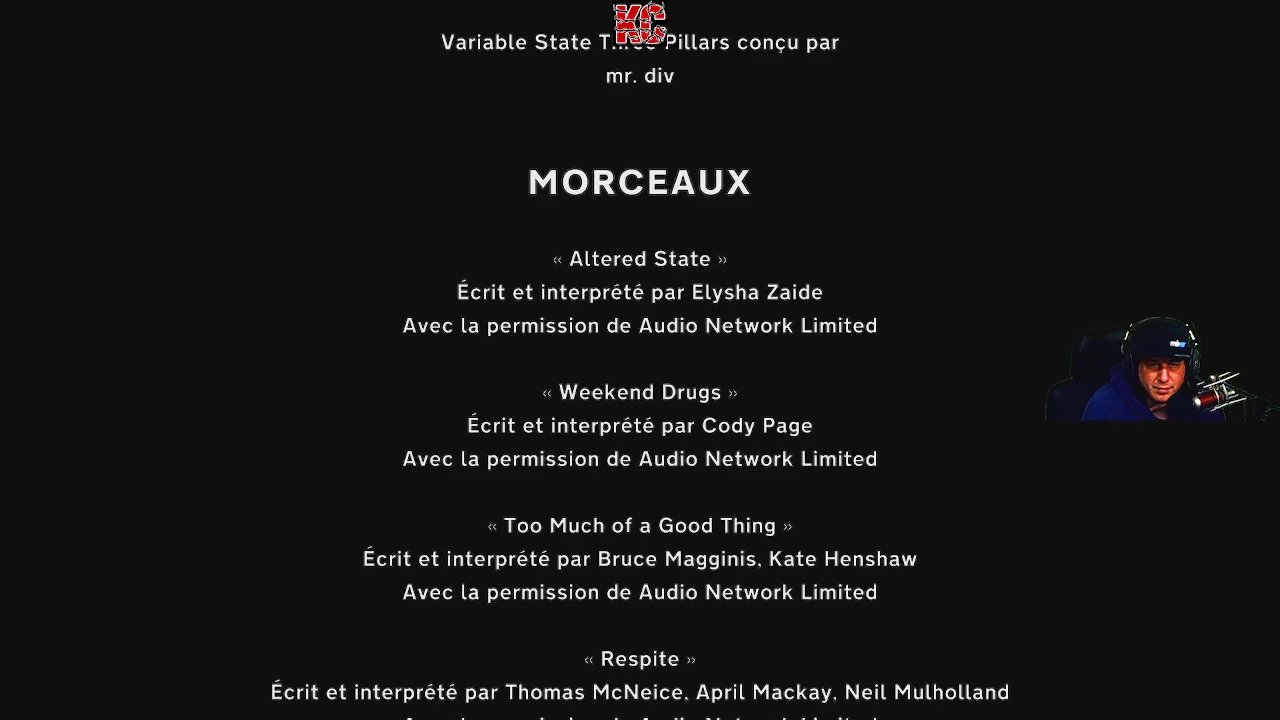 KC
Variable State Pillars conçu par
mr. div
MORCEAUX
« Altered State »
Écrit et interprété par Elysha Zaide
Avec la permission de Audio Network Limited
« Weekend Drugs »
Écrit et interprété par Cody Page
Avec la permission de Audio Network Limited
« Too Much of a Good Thing »
Écrit et interprété par Bruce Magginis, Kate Henshaw
Avec la permission de Audio Network Limited
« Respite »
Écrit et interprété par Thomas McNeice, April Mackay, Neil Mulholland